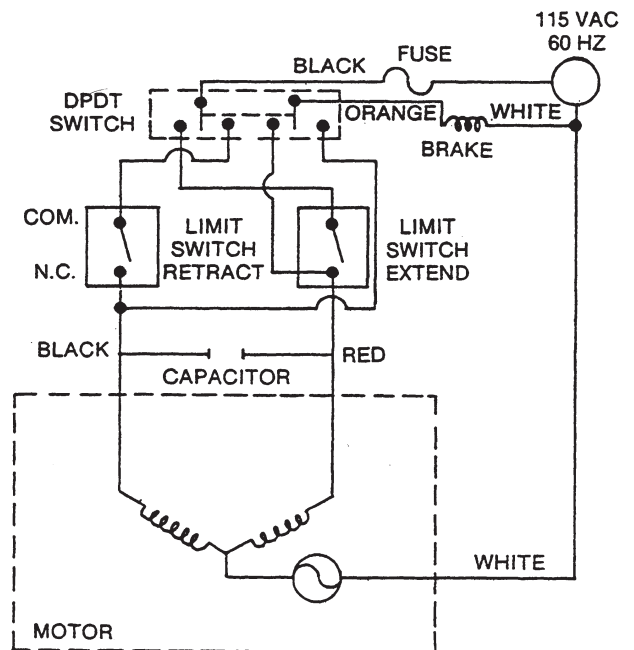 115 VAC
60 HZ
FUSE
BLACK
DPDT
SWITCH
ORANGE
WHITE
BRAKE
COM.
N.C.
LIMIT
SWITCH
RETRACT
LIMIT
SWITCH
EXTEND
BLACK
RED
CAPACITOR
WHITE
MOTOR